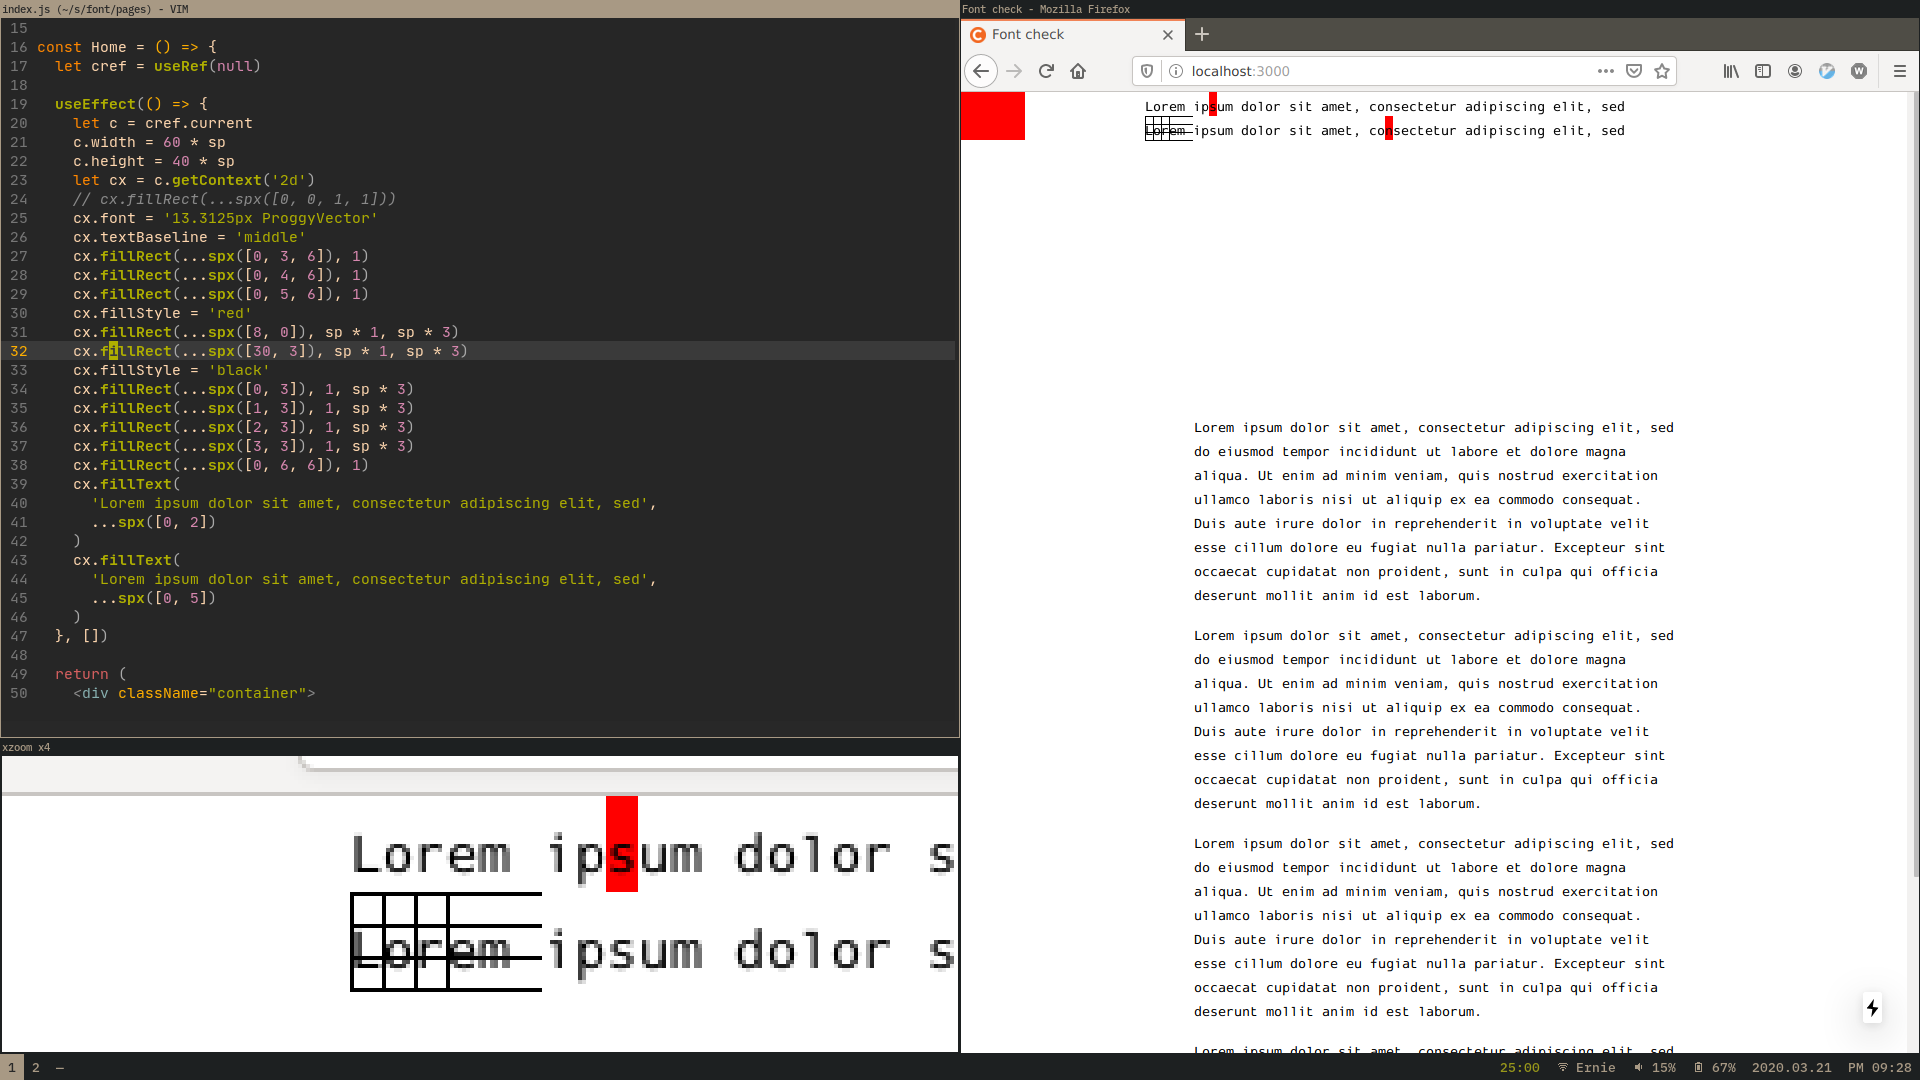 index.js (~/s/font/pages) - VIM
15
16 const Home = () => {
17   let cref = useRef(null)
18
19   useEffect(() => {
20     let c = cref.current
21     c.width = 60 * sp
22     c.height = 40 * sp
23     let cx = c.getContext('2d')
24     // cx.fillRect(...spx([0, 0, 1, 1]))
25     cx.font = '13.3125px ProggyVector'
26     cx.textBaseline = 'middle'
27     cx.fillRect(...spx([0, 3, 6]), 1)
28     cx.fillRect(...spx([0, 4, 6]), 1)
29     cx.fillRect(...spx([0, 5, 6]), 1)
30     cx.fillStyle = 'red'
31     cx.fillRect(...spx([8, 0]), sp * 1, sp * 3)
32     cx.fillRect(...spx([30, 3]), sp * 1, sp * 3)
33     cx.fillStyle = 'black'
34     cx.fillRect(...spx([0, 3]), 1, sp * 3)
35     cx.fillRect(...spx([1, 3]), 1, sp * 3)
36     cx.fillRect(...spx([2, 3]), 1, sp * 3)
37     cx.fillRect(...spx([3, 3]), 1, sp * 3)
38     cx.fillRect(...spx([0, 6, 6]), 1)
39     cx.fillText(
40       'Lorem ipsum dolor sit amet, consectetur adipiscing elit, sed',
41       ...spx([0, 2])
42     )
43     cx.fillText(
44       'Lorem ipsum dolor sit amet, consectetur adipiscing elit, sed',
45       ...spx([0, 5])
46     )
47   }, [])
48
49   return (
50     <div className="container">
xzoom x4
Lorem ipsum dolor s
Lorem ipsum dolor s
Font check - Mozilla Firefox
Font check
localhost:3000
Lorem ipsum dolor sit amet, consectetur adipiscing elit, sed
Lorem ipsum dolor sit amet, consectetur adipiscing elit, sed
Lorem ipsum dolor sit amet, consectetur adipiscing elit, sed
do eiusmod tempor incididunt ut labore et dolore magna
aliqua. Ut enim ad minim veniam, quis nostrud exercitation
ullamco laboris nisi ut aliquip ex ea commodo consequat.
Duis aute irure dolor in reprehenderit in voluptate velit
esse cillum dolore eu fugiat nulla pariatur. Excepteur sint
occaecat cupidatat non proident, sunt in culpa qui officia
deserunt mollit anim id est laborum.
Lorem ipsum dolor sit amet, consectetur adipiscing elit, sed
do eiusmod tempor incididunt ut labore et dolore magna
aliqua. Ut enim ad minim veniam, quis nostrud exercitation
ullamco laboris nisi ut aliquip ex ea commodo consequat.
Duis aute irure dolor in reprehenderit in voluptate velit
esse cillum dolore eu fugiat nulla pariatur. Excepteur sint
occaecat cupidatat non proident, sunt in culpa qui officia
deserunt mollit anim id est laborum.
Lorem ipsum dolor sit amet, consectetur adipiscing elit, sed
do eiusmod tempor incididunt ut labore et dolore magna
aliqua. Ut enim ad minim veniam, quis nostrud exercitation
ullamco laboris nisi ut aliquip ex ea commodo consequat.
Duis aute irure dolor in reprehenderit in voluptate velit
esse cillum dolore eu fugiat nulla pariatur. Excepteur sint
occaecat cupidatat non proident, sunt in culpa qui officia
deserunt mollit anim id est laborum.
Lorem ipsum dolor sit amet, consectetur adipiscing elit, sed
1 2 —
25:00 Ernie 15% 67% 2020.03.21 PM 09:28